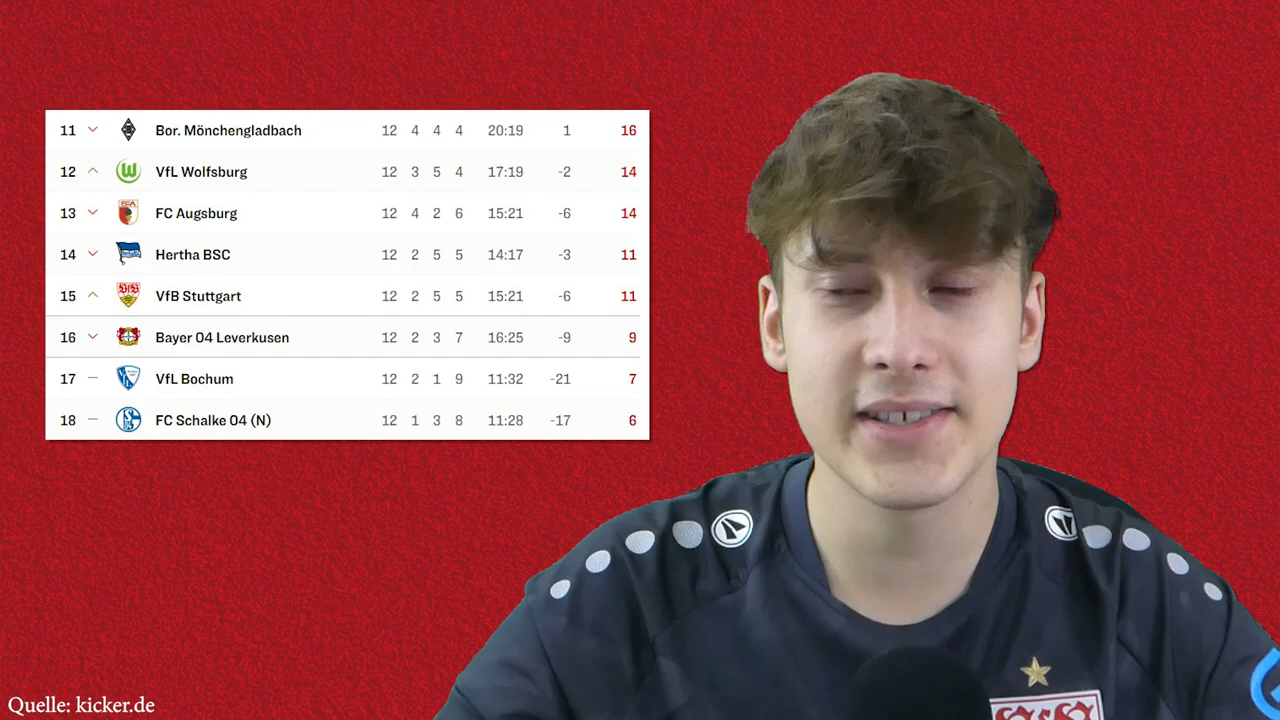 11 Bor. Mönchengladbach 12 4 4 4 20:19 1 16
12 VfL Wolfsburg 12 3 5 4 17:19 -2 14
13 FC Augsburg 12 4 2 6 15:21 -6 14
14 Hertha BSC 12 2 5 5 14:17 -3 11
15 VfB Stuttgart 12 2 5 5 15:21 -6 11
16 Bayer 04 Leverkusen 12 2 3 7 16:25 -9 9
17 VfL Bochum 12 2 1 9 11:32 -21 7
18 FC Schalke 04 (N) 12 1 3 8 11:28 -17 6
Quelle: kicker.de